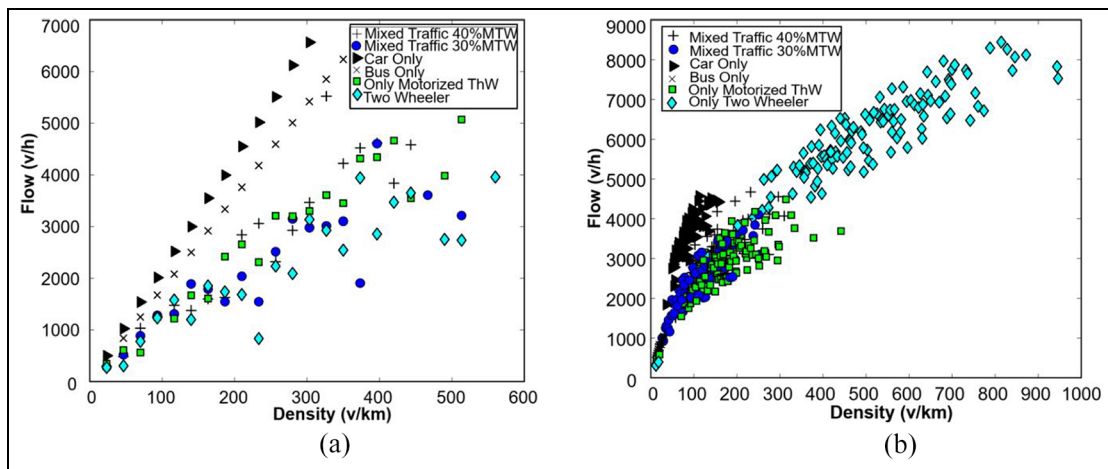 (a)
7000
6000
5000
4000
3000
2000
1000
0
Flow (v/h)
Mixed Traffic 40%MTW
Mixed Traffic 30%MTW
Car Only
Bus Only
Only Motorized ThW
Two Wheeler
0 100 200 300 400 500 600
Density (v/km)
(a)
(b)
9000
8000
7000
6000
5000
4000
3000
2000
1000
0
Flow (v/h)
Mixed Traffic 40%MTW
Mixed Traffic 30%MTW
Car Only
Bus Only
Only Motorized ThW
Only Two Wheeler
0 100 200 300 400 500 600 700 800 900 1000
Density (v/km)
(b)